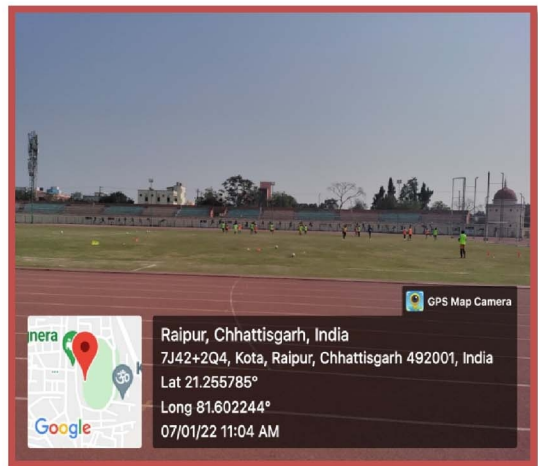 GPS Map Camera
gnera
Google
Raipur, Chhattisgarh, India
7J42+2Q4, Kota, Raipur, Chhattisgarh 492001, India
Lat 21.255785°
Long 81.602244°
07/01/22 11:04 AM